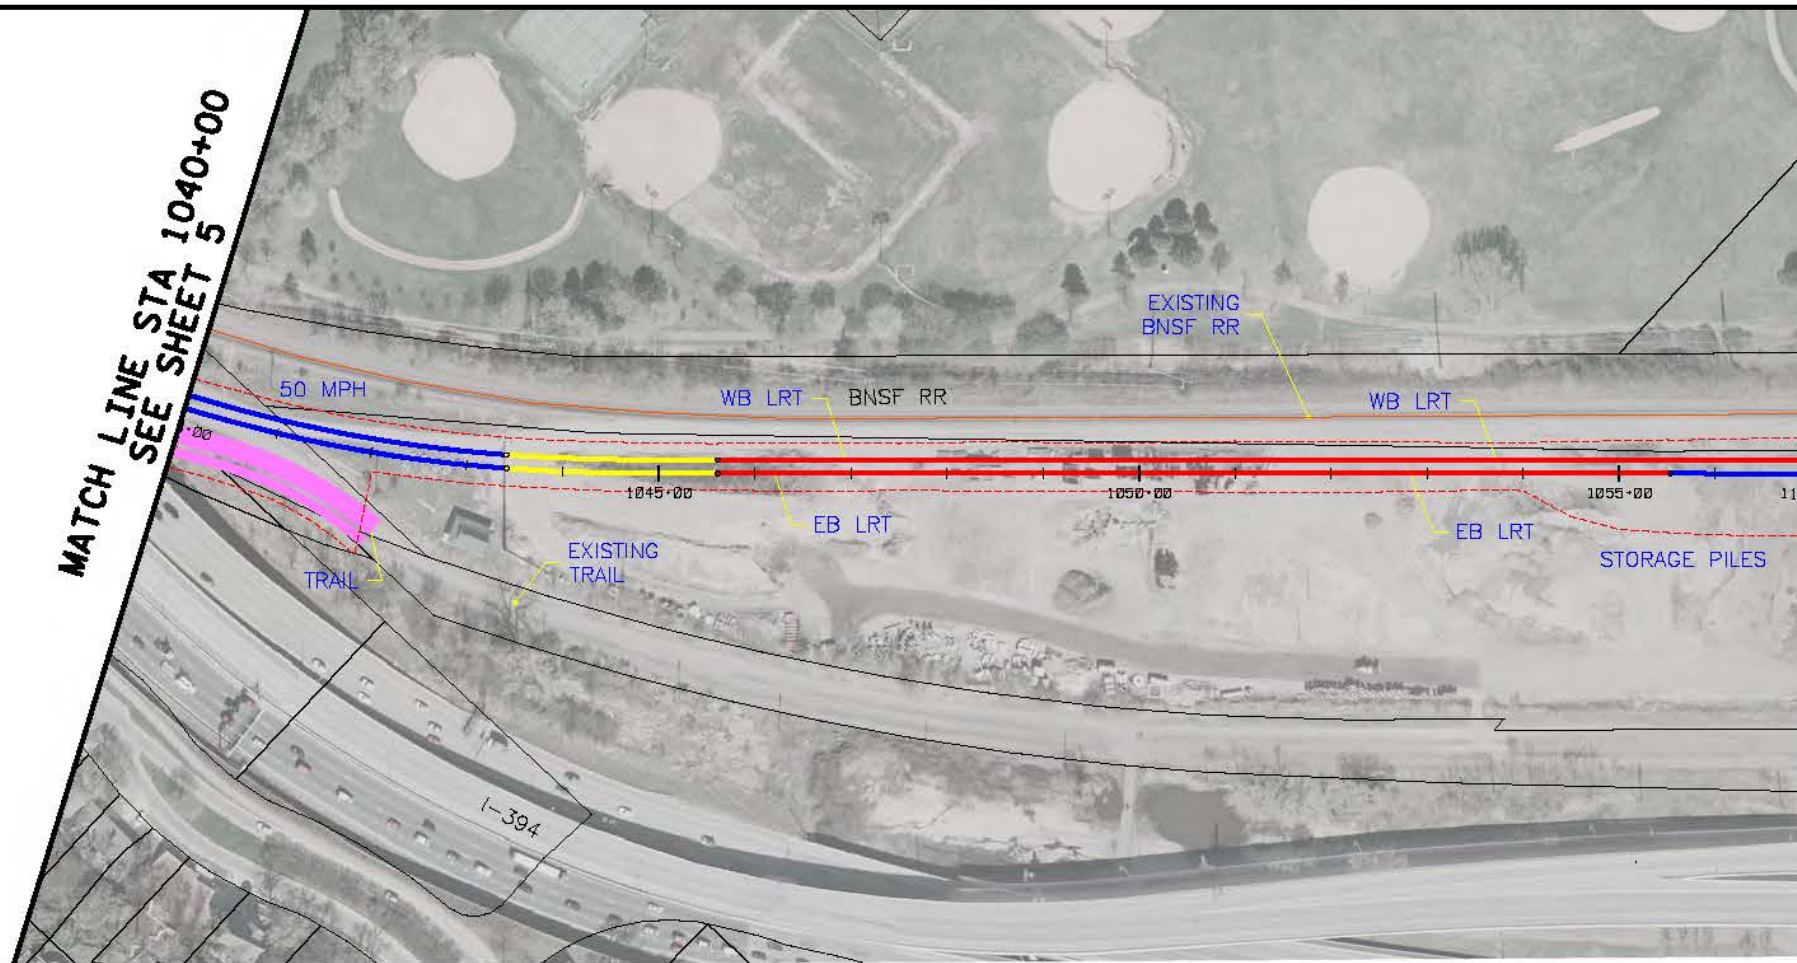 MATCH LINE STA 1040+00
SEE SHEET 5
50 MPH
EXISTING
BNSF RR
WB LRT
BNSF RR
WB LRT
+00
1045+00
1050+00
1055+00
EB LRT
EB LRT
EXISTING
TRAIL
TRAIL
STORAGE PILES
I-394